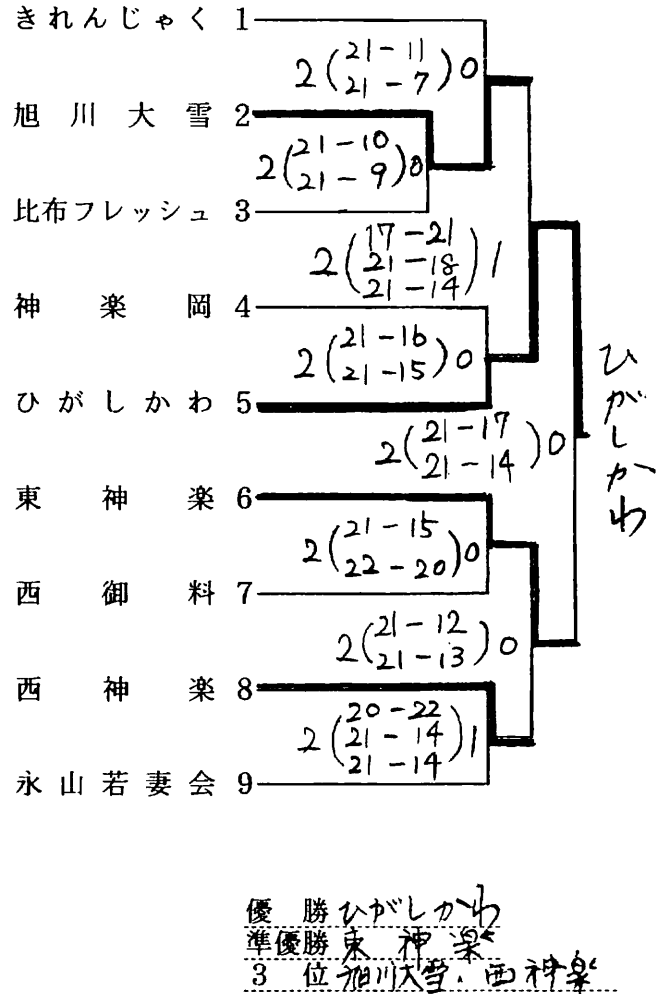 きれんじゃく 1
2(21-11 21-7)0
旭川大雪 2
2(21-10 21-9)0
比布フレッシュ 3
2(17-21 21-18 21-14)1
神楽岡 4
2(21-16 21-15)0
ひがしかわ 5
ひがしかわ
2(21-17 21-14)0
東神楽 6
2(21-15 22-20)0
西御料 7
2(21-12 21-13)0
西神楽 8
2(20-22 21-14 21-14)1
永山若妻会 9
優勝 ひがしかわ
準優勝 東神楽
3位 旭川大雪、西神楽